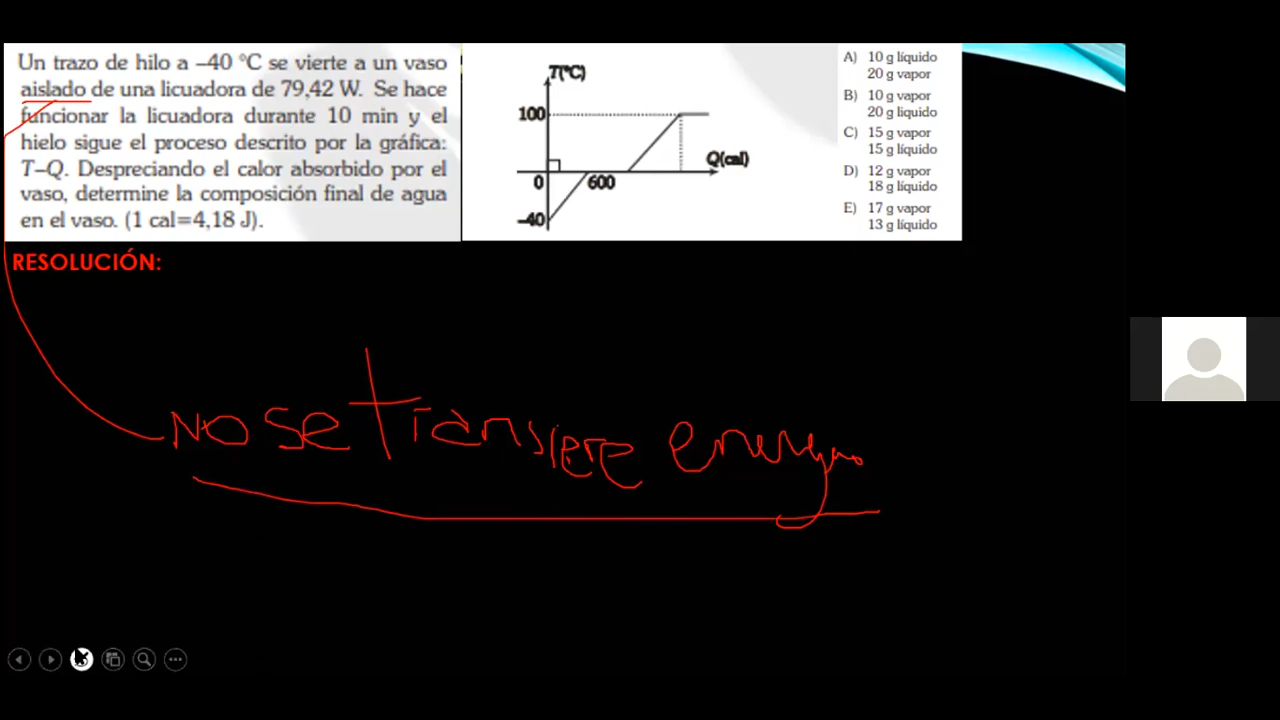 Un trazo de hilo a –40 °C se vierte a un vaso
aislado de una licuadora de 79,42 W. Se hace
funcionar la licuadora durante 10 min y el
hielo sigue el proceso descrito por la gráfica:
T–Q. Despreciando el calor absorbido por el
vaso, determine la composición final de agua
en el vaso. (1 cal=4,18 J).
T(°C)
100
Q(cal)
0
600
–40
A) 10 g líquido
20 g vapor
B) 10 g vapor
20 g líquido
C) 15 g vapor
15 g líquido
D) 12 g vapor
18 g líquido
E) 17 g vapor
13 g líquido
RESOLUCIÓN:
NO se transfiere energía